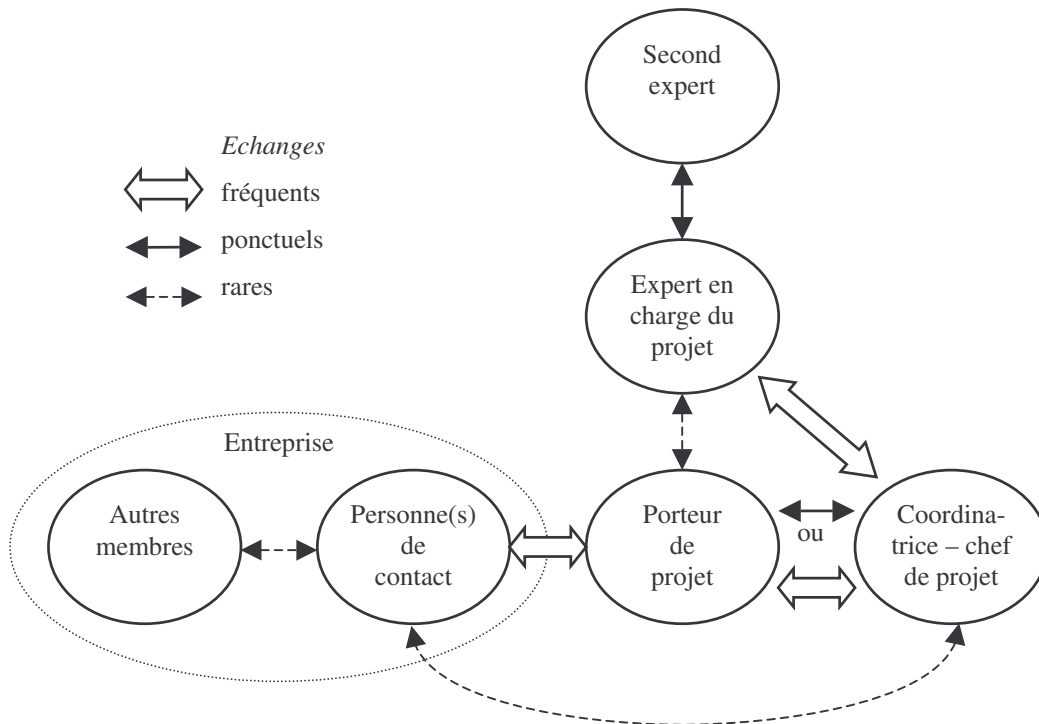 Second
expert
Echanges
fréquents
ponctuels
rares
Expert en
charge du
projet
Entreprise
Autres
membres
Personne(s)
de
contact
Porteur
de
projet
ou
Coordina-
trice – chef
de projet